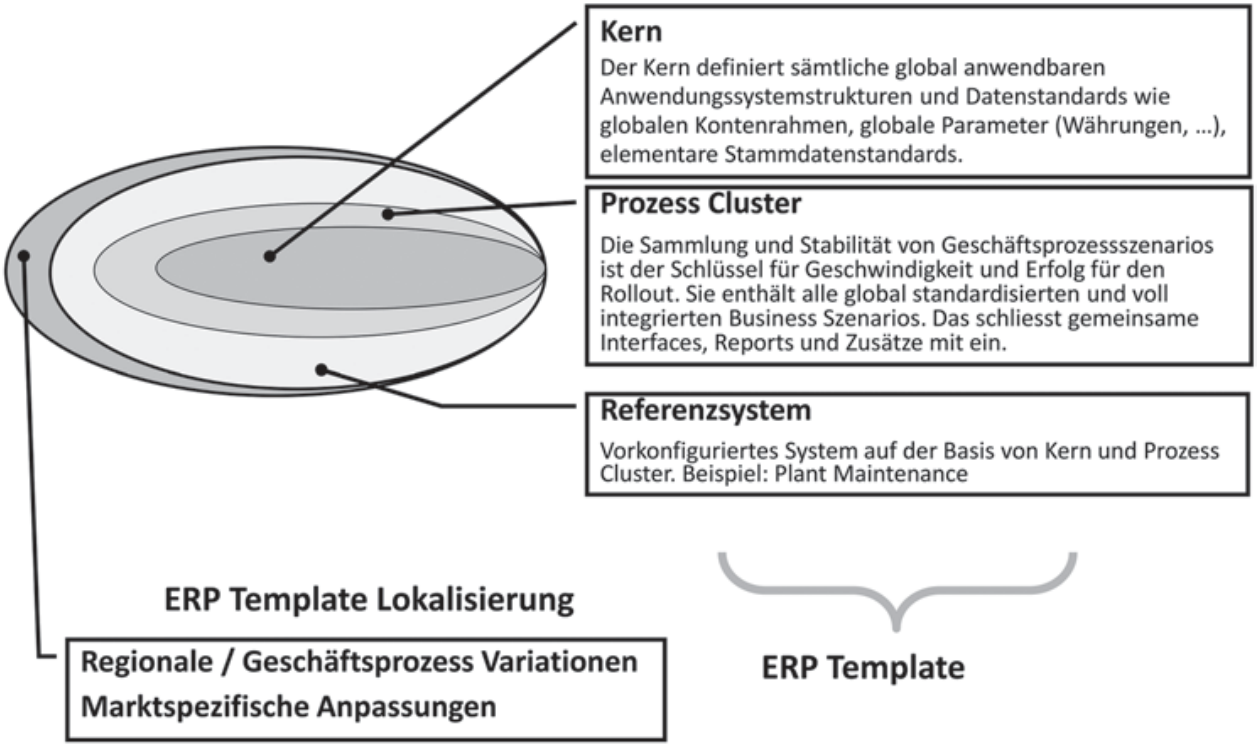 Kern
Der Kern definiert sämtliche global anwendbaren
Anwendungssystemstrukturen und Datenstandards wie
globalen Kontenrahmen, globale Parameter (Währungen, ...),
elementare Stammdatenstandards.
Prozess Cluster
Die Sammlung und Stabilität von Geschäftsprozessszenarios
ist der Schlüssel für Geschwindigkeit und Erfolg für den
Rollout. Sie enthält alle global standardisierten und voll
integrierten Business Szenarios. Das schliesst gemeinsame
Interfaces, Reports und Zusätze mit ein.
Referenzsystem
Vorkonfiguriertes System auf der Basis von Kern und Prozess
Cluster. Beispiel: Plant Maintenance
ERP Template Lokalisierung
Regionale / Geschäftsprozess Variationen
Marktspezifische Anpassungen
ERP Template